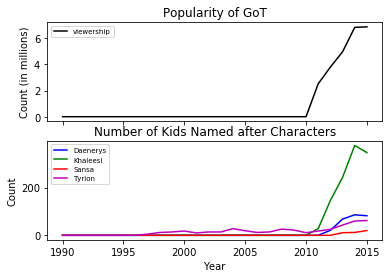 Popularity of GoT
viewership
Count (in millions)
6
4
2
0
Number of Kids Named after Characters
Daenerys
Khaleesi
Sansa
Tyrion
Count
200
0
1990
1995
2000
2005
2010
2015
Year